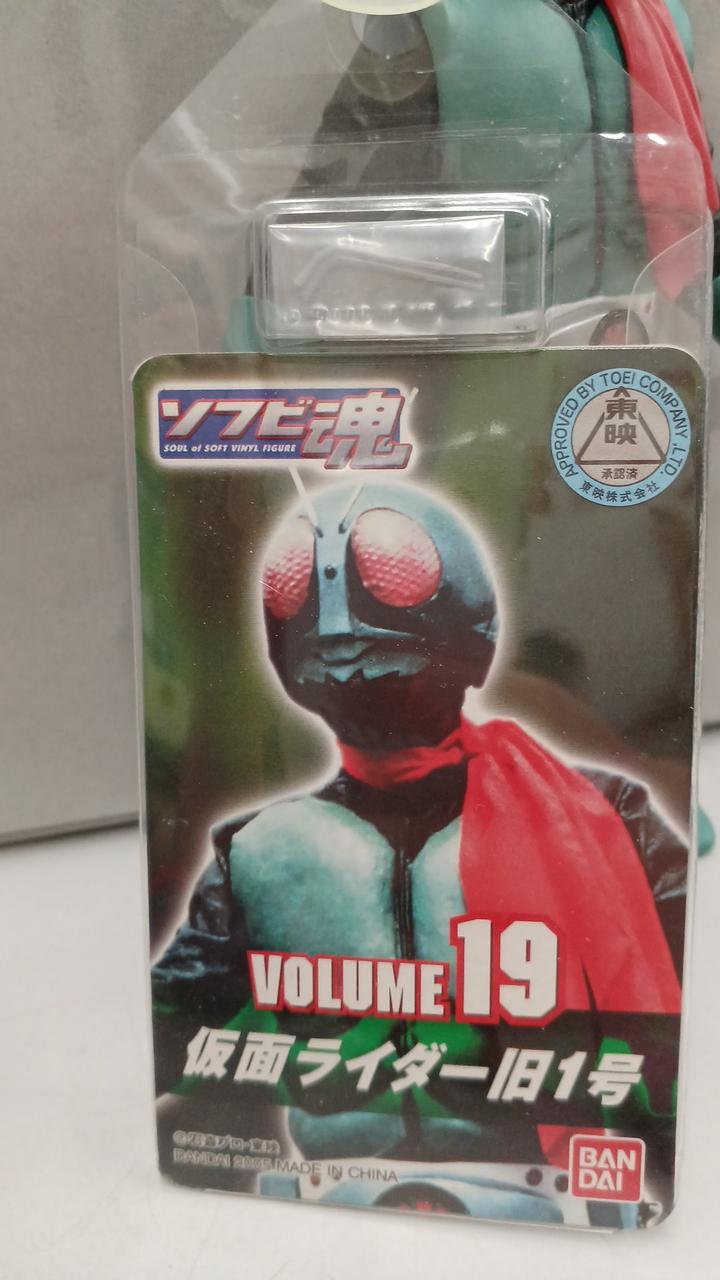 ソフビ魂
SOUL of SOFT VINYL FIGURE
APPROVED BY TOEI COMPANY, LTD.
東映
承認済
東映株式会社
VOLUME 19
仮面ライダー旧1号
©石森プロ・東映
BANDAI 2005 MADE IN CHINA
BAN
DAI